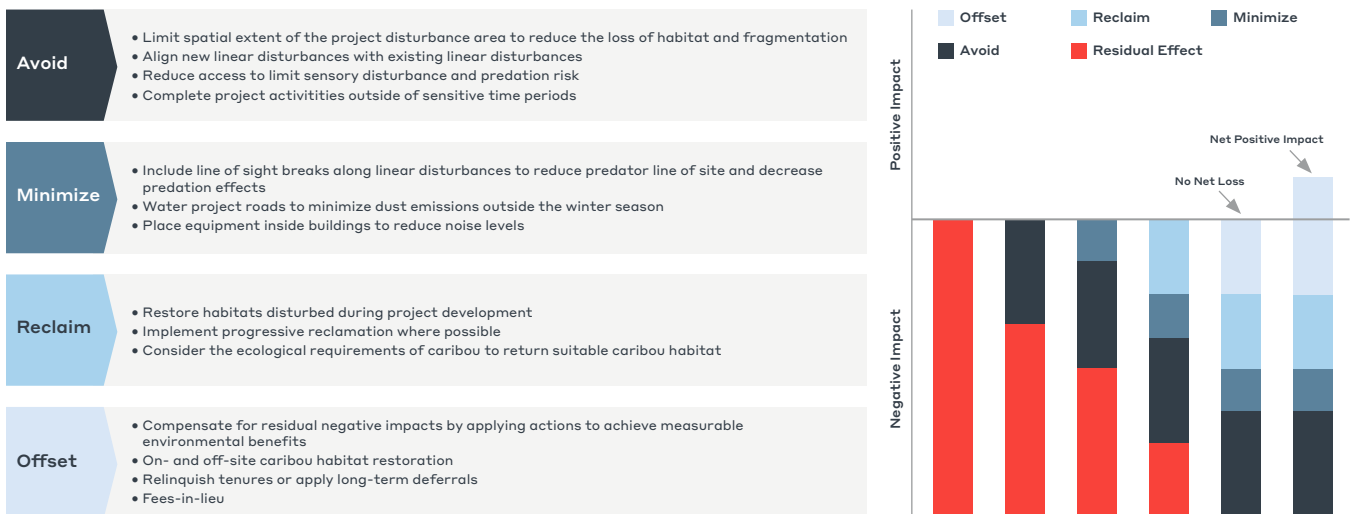 Avoid
• Limit spatial extent of the project disturbance area to reduce the loss of habitat and fragmentation
• Align new linear disturbances with existing linear disturbances
• Reduce access to limit sensory disturbance and predation risk
• Complete project activitities outside of sensitive time periods
Minimize
• Include line of sight breaks along linear disturbances to reduce predator line of site and decrease
predation effects
• Water project roads to minimize dust emissions outside the winter season
• Place equipment inside buildings to reduce noise levels
Reclaim
• Restore habitats disturbed during project development
• Implement progressive reclamation where possible
• Consider the ecological requirements of caribou to return suitable caribou habitat
Offset
• Compensate for residual negative impacts by applying actions to achieve measurable
environmental benefits
• On- and off-site caribou habitat restoration
• Relinquish tenures or apply long-term deferrals
• Fees-in-lieu
Offset
Reclaim
Minimize
Avoid
Residual Effect
Positive Impact
Negative Impact
Net Positive Impact
No Net Loss